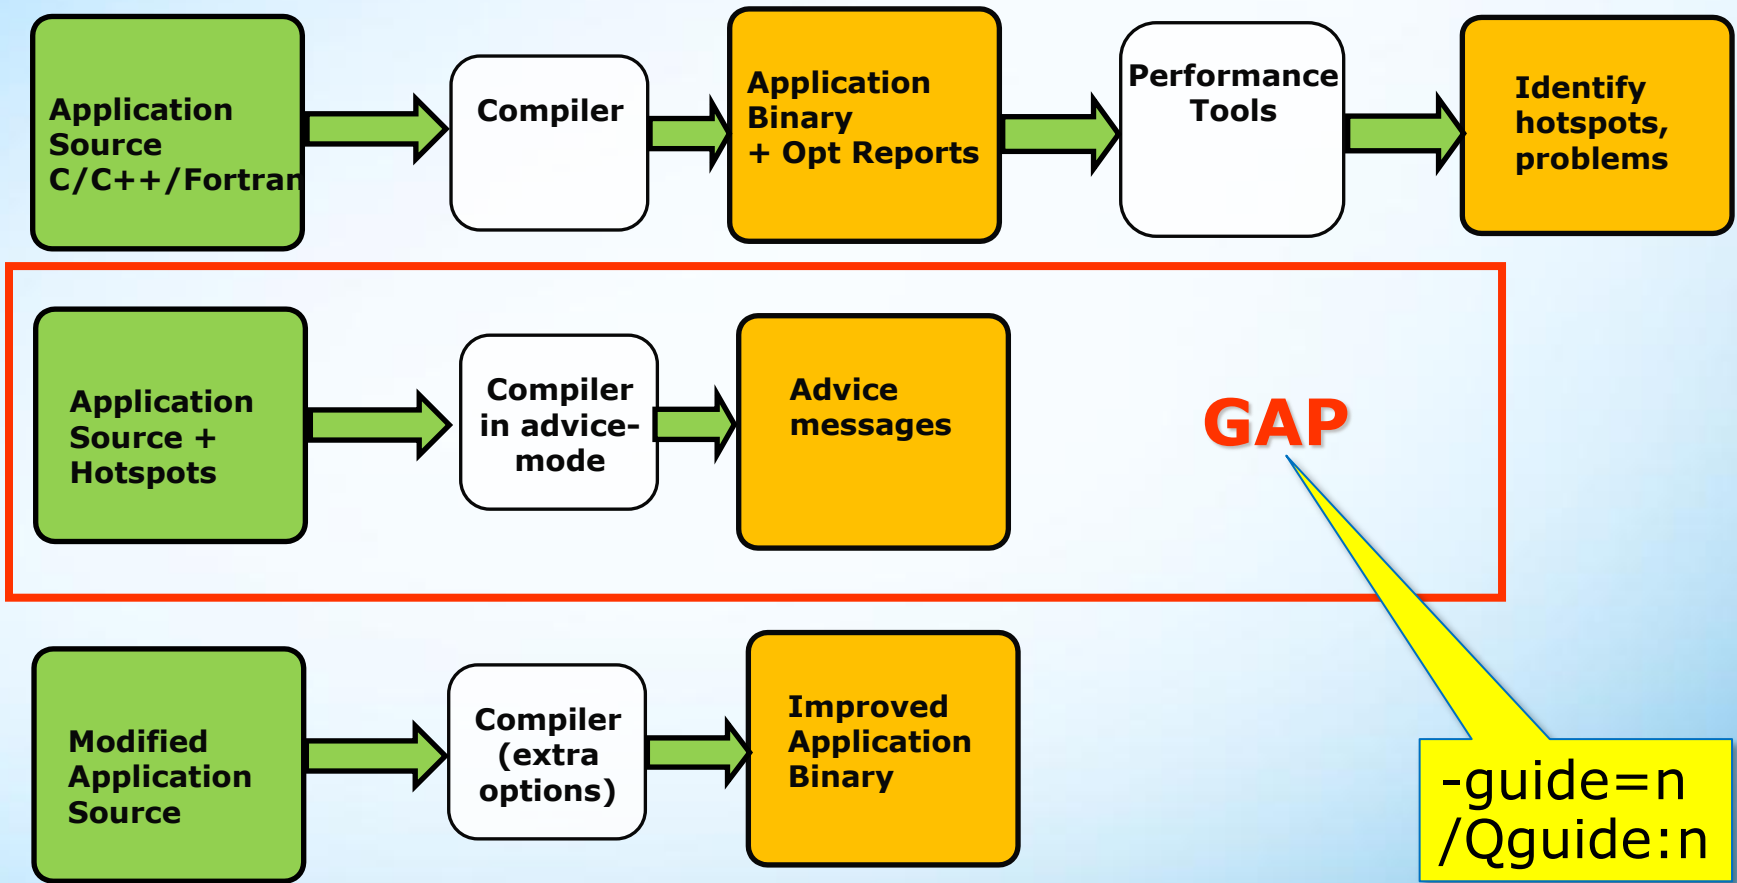 Application
Source
C/C++/Fortran
Compiler
Application
Binary
+ Opt Reports
Performance
Tools
Identify
hotspots,
problems
Application
Source +
Hotspots
Compiler
in advice-
mode
Advice
messages
GAP
Modified
Application
Source
Compiler
(extra
options)
Improved
Application
Binary
-guide=n
/Qguide:n